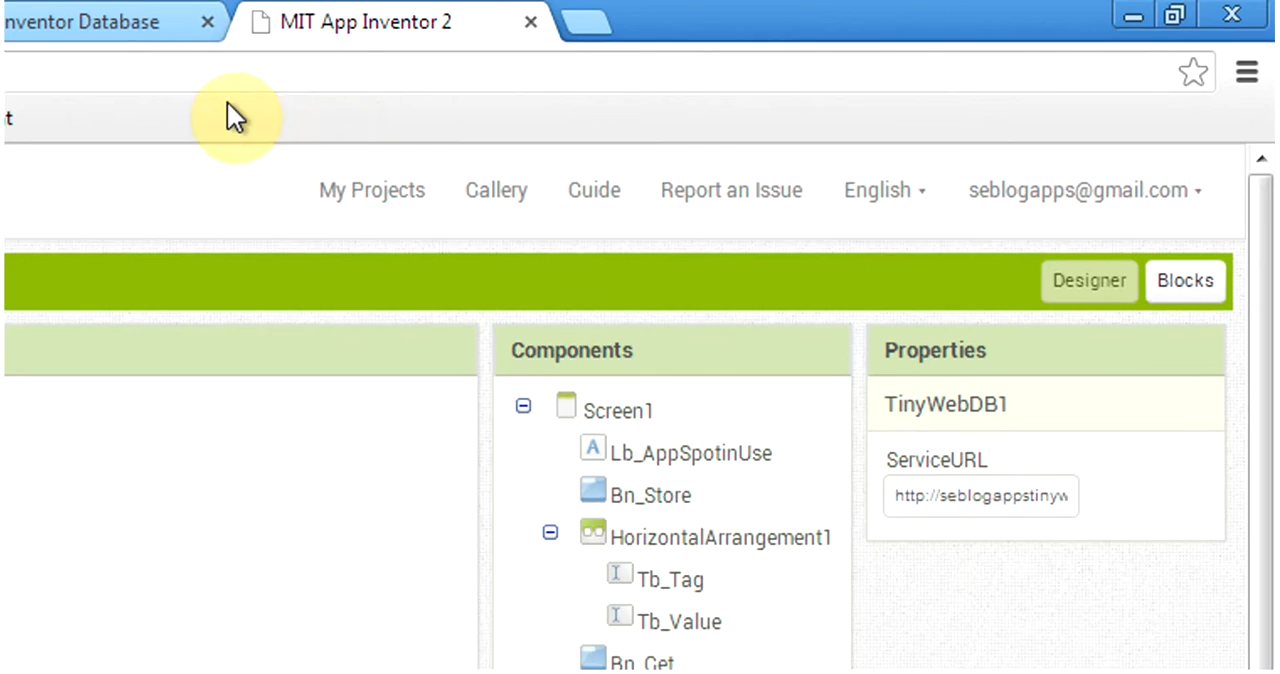 nventor Database MIT App Inventor 2
t
My Projects Gallery Guide Report an Issue English seblogapps@gmail.com
Designer Blocks
Components Properties
Screen1 TinyWebDB1
Lb_AppSpotinUse ServiceURL
Bn_Store http://seblogappstinyw
HorizontalArrangement1
Tb_Tag
Tb_Value
Bn_Get